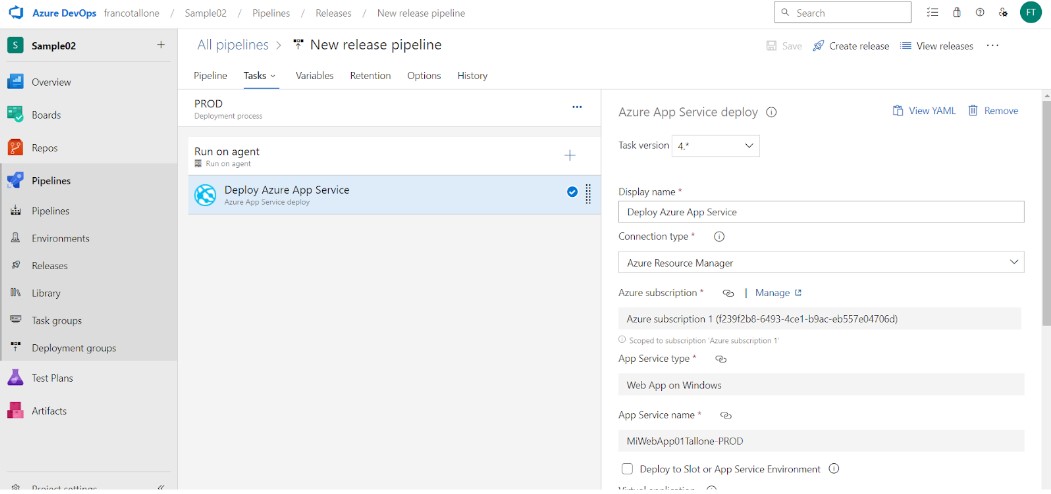 Azure DevOps francotallone / Sample02 / Pipelines / Releases / New release pipeline Search FT
S Sample02 +
Overview
Boards
Repos
Pipelines
Pipelines
Environments
Releases
Library
Task groups
Deployment groups
Test Plans
Artifacts
Project settings
All pipelines > New release pipeline
Save Create release View releases ...
Pipeline Tasks Variables Retention Options History
PROD
Deployment process
Run on agent
Run on agent
Deploy Azure App Service
Azure App Service deploy
Azure App Service deploy
View YAML Remove
Task version 4.*
Display name *
Deploy Azure App Service
Connection type *
Azure Resource Manager
Azure subscription * | Manage
Azure subscription 1 (f239f2b8-6493-4ce1-b9ac-eb557e04706d)
Scoped to subscription 'Azure subscription 1'
App Service type *
Web App on Windows
App Service name *
MiWebApp01Tallone-PROD
Deploy to Slot or App Service Environment
Virtual application